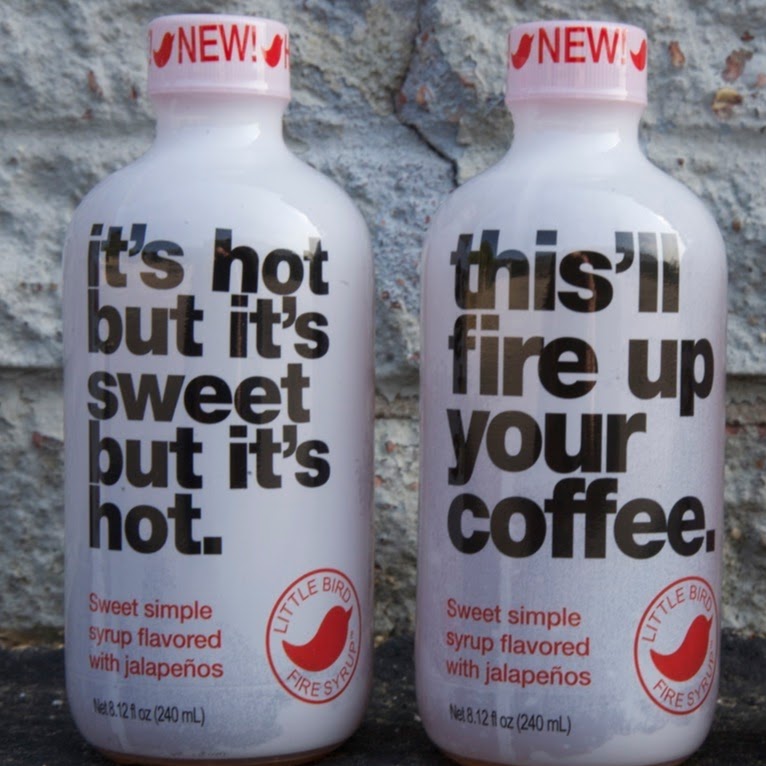 NEW!
it's hot
but it's
sweet
but it's
hot.
Sweet simple
syrup flavored
with jalapeños
LITTLE BIRD
FIRE SYRUP™
Net 8.12 fl oz (240 mL)
NEW!
this'll
fire up
your
coffee.
Sweet simple
syrup flavored
with jalapeños
LITTLE BIRD
FIRE SYRUP™
Net 8.12 fl oz (240 mL)